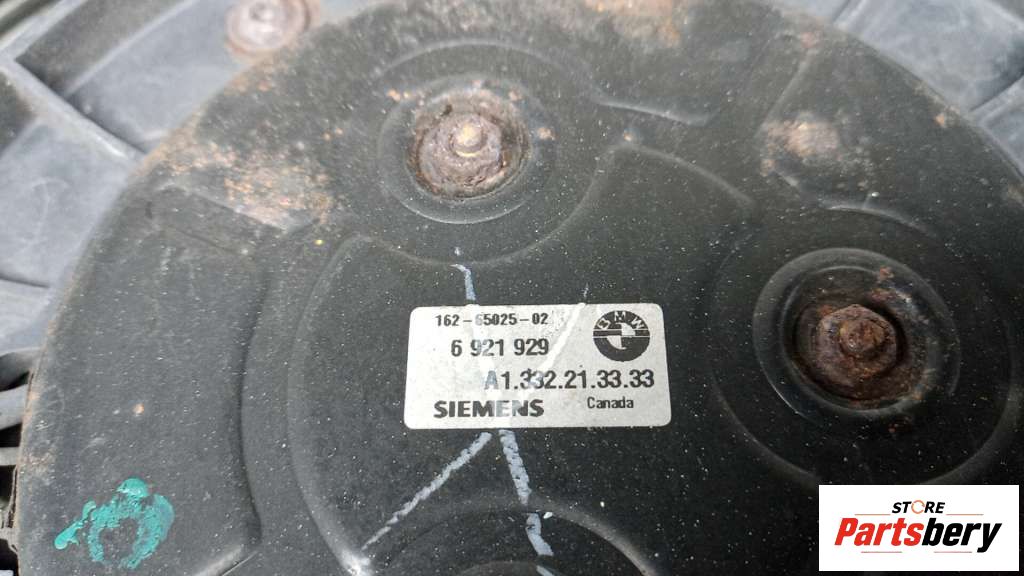 162-65025-02
BMW
6 921 929
A1.332.21.33.33
SIEMENS Canada
STORE
Partsbery